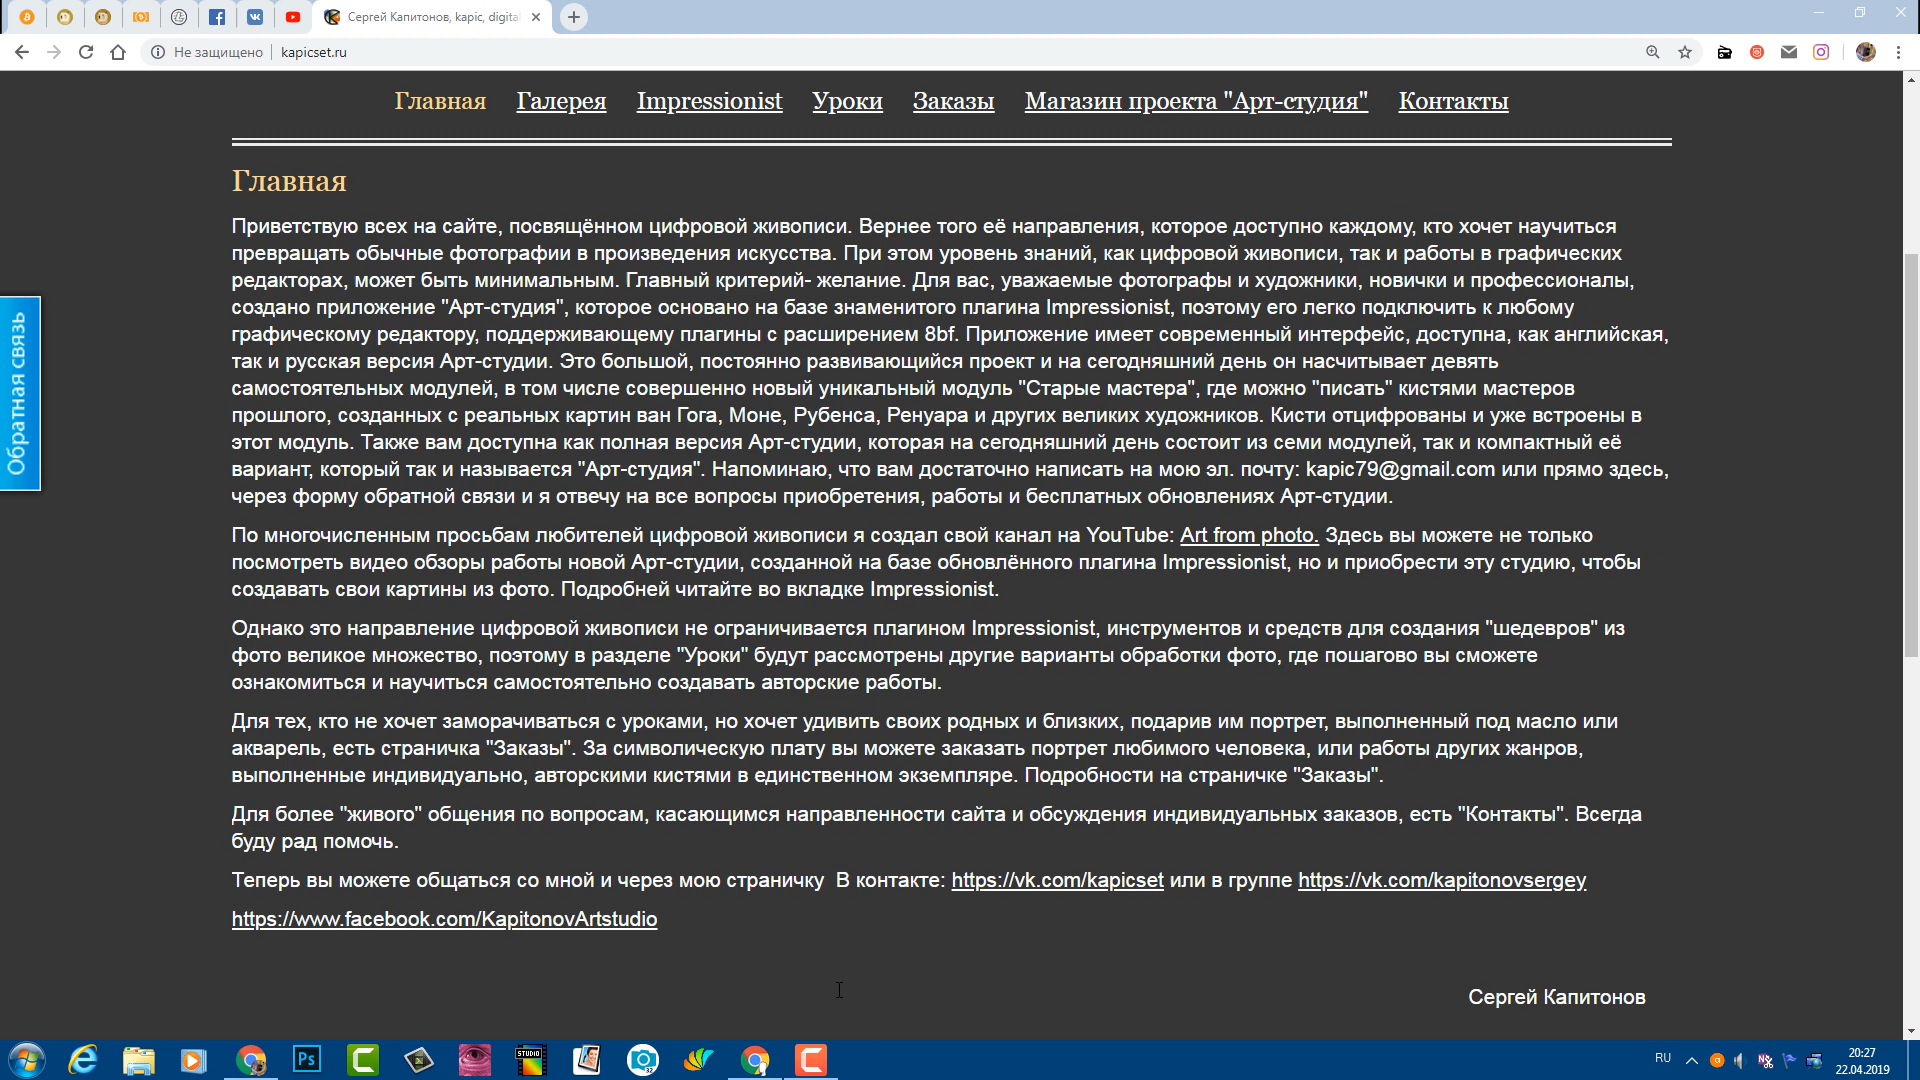 Сергей Капитонов, kapic, digital
Не защищено
kapicset.ru
Главная Галерея Impressionist Уроки Заказы Магазин проекта "Арт-студия" Контакты
Главная
Приветствую всех на сайте, посвящённом цифровой живописи. Вернее того её направления, которое доступно каждому, кто хочет научиться
превращать обычные фотографии в произведения искусства. При этом уровень знаний, как цифровой живописи, так и работы в графических
редакторах, может быть минимальным. Главный критерий- желание. Для вас, уважаемые фотографы и художники, новички и профессионалы,
создано приложение "Арт-студия", которое основано на базе знаменитого плагина Impressionist, поэтому его легко подключить к любому
графическому редактору, поддерживающему плагины с расширением 8bf. Приложение имеет современный интерфейс, доступна, как английская,
так и русская версия Арт-студии. Это большой, постоянно развивающийся проект и на сегодняшний день он насчитывает девять
самостоятельных модулей, в том числе совершенно новый уникальный модуль "Старые мастера", где можно "писать" кистями мастеров
прошлого, созданных с реальных картин ван Гога, Моне, Рубенса, Ренуара и других великих художников. Кисти отцифрованы и уже встроены в
этот модуль. Также вам доступна как полная версия Арт-студии, которая на сегодняшний день состоит из семи модулей, так и компактный её
вариант, который так и называется "Арт-студия". Напоминаю, что вам достаточно написать на мою эл. почту: kapic79@gmail.com или прямо здесь,
через форму обратной связи и я отвечу на все вопросы приобретения, работы и бесплатных обновлениях Арт-студии.
По многочисленным просьбам любителей цифровой живописи я создал свой канал на YouTube: Art from photo. Здесь вы можете не только
посмотреть видео обзоры работы новой Арт-студии, созданной на базе обновлённого плагина Impressionist, но и приобрести эту студию, чтобы
создавать свои картины из фото. Подробней читайте во вкладке Impressionist.
Однако это направление цифровой живописи не ограничивается плагином Impressionist, инструментов и средств для создания "шедевров" из
фото великое множество, поэтому в разделе "Уроки" будут рассмотрены другие варианты обработки фото, где пошагово вы сможете
ознакомиться и научиться самостоятельно создавать авторские работы.
Для тех, кто не хочет заморачиваться с уроками, но хочет удивить своих родных и близких, подарив им портрет, выполненный под масло или
акварель, есть страничка "Заказы". За символическую плату вы можете заказать портрет любимого человека, или работы других жанров,
выполненные индивидуально, авторскими кистями в единственном экземпляре. Подробности на страничке "Заказы".
Для более "живого" общения по вопросам, касающимся направленности сайта и обсуждения индивидуальных заказов, есть "Контакты". Всегда
буду рад помочь.
Теперь вы можете общаться со мной и через мою страничку В контакте: https://vk.com/kapicset или в группе https://vk.com/kapitonovsergey
https://www.facebook.com/KapitonovArtstudio
Сергей Капитонов
Обратная связь
Ps
STUDIO
32
RU
20:27
22.04.2019